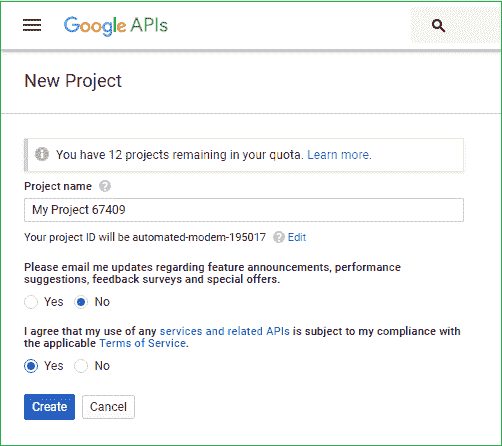 Google APIs
New Project
You have 12 projects remaining in your quota. Learn more.
Project name
My Project 67409
Your project ID will be automated-modem-195017 Edit
Please email me updates regarding feature announcements, performance
suggestions, feedback surveys and special offers.
Yes No
I agree that my use of any services and related APIs is subject to my compliance with
the applicable Terms of Service.
Yes No
Create Cancel